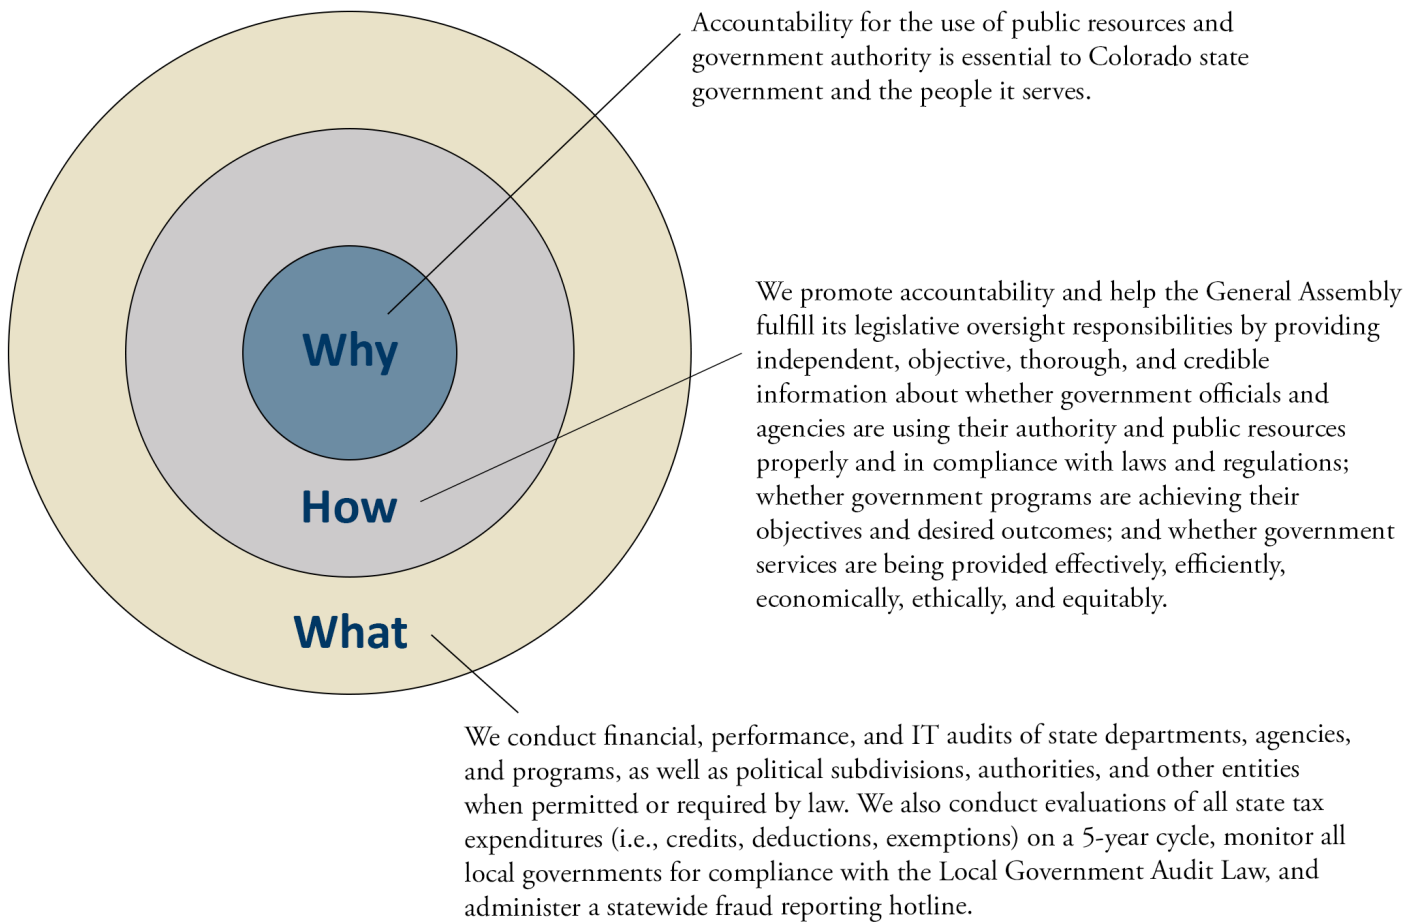 Accountability for the use of public resources and
government authority is essential to Colorado state
government and the people it serves.
Why
We promote accountability and help the General Assembly
fulfill its legislative oversight responsibilities by providing
independent, objective, thorough, and credible
information about whether government officials and
agencies are using their authority and public resources
properly and in compliance with laws and regulations;
whether government programs are achieving their
objectives and desired outcomes; and whether government
services are being provided effectively, efficiently,
economically, ethically, and equitably.
How
What
We conduct financial, performance, and IT audits of state departments, agencies,
and programs, as well as political subdivisions, authorities, and other entities
when permitted or required by law. We also conduct evaluations of all state tax
expenditures (i.e., credits, deductions, exemptions) on a 5-year cycle, monitor all
local governments for compliance with the Local Government Audit Law, and
administer a statewide fraud reporting hotline.